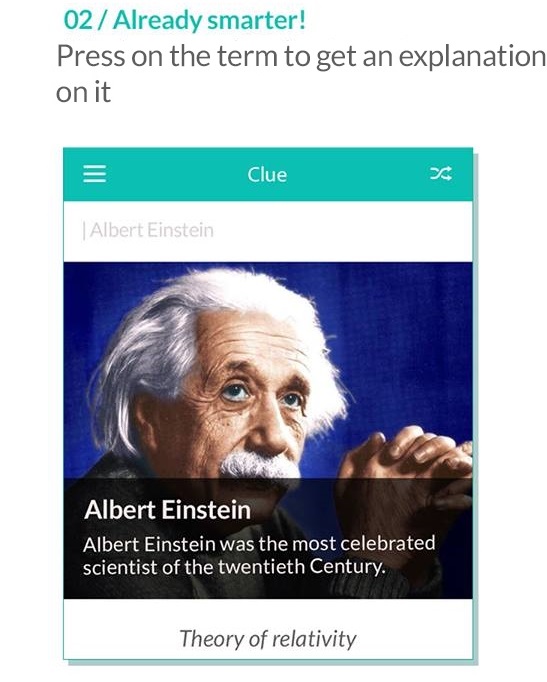 02 / Already smarter!
Press on the term to get an explanation
on it
Clue
Albert Einstein
Albert Einstein
Albert Einstein was the most celebrated
scientist of the twentieth Century.
Theory of relativity